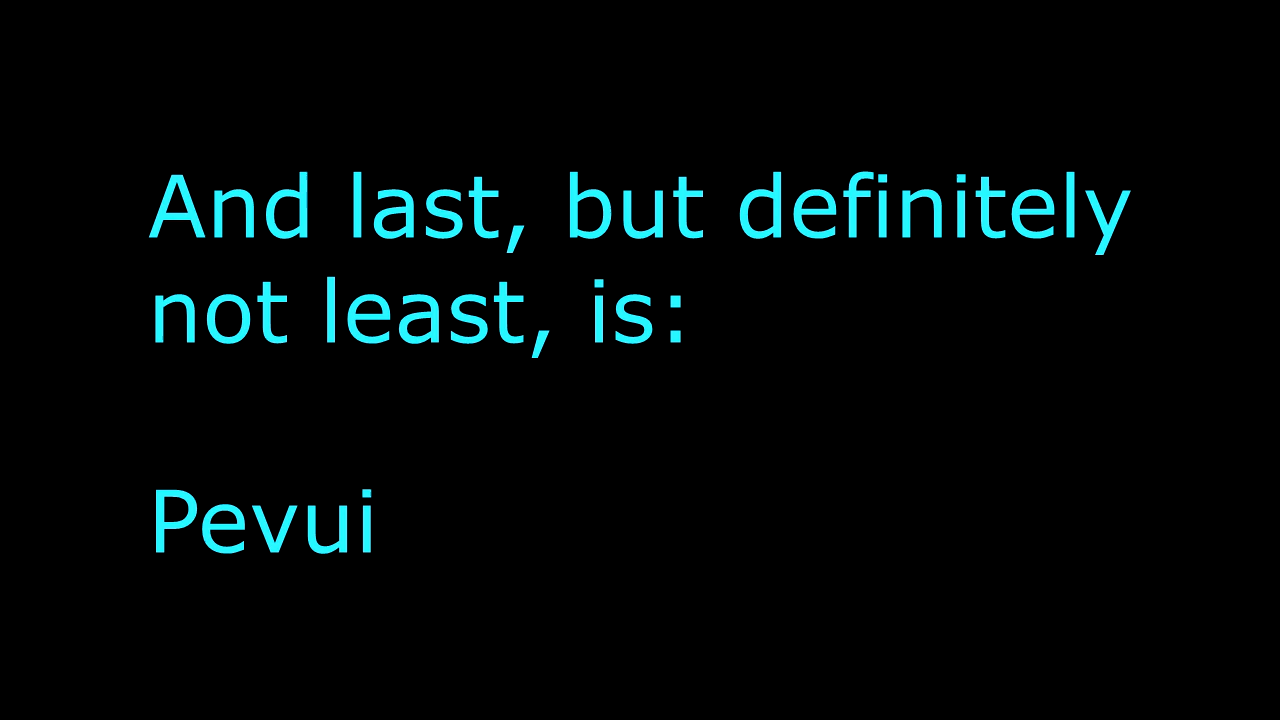 And last, but definitely
not least, is:
Pevui